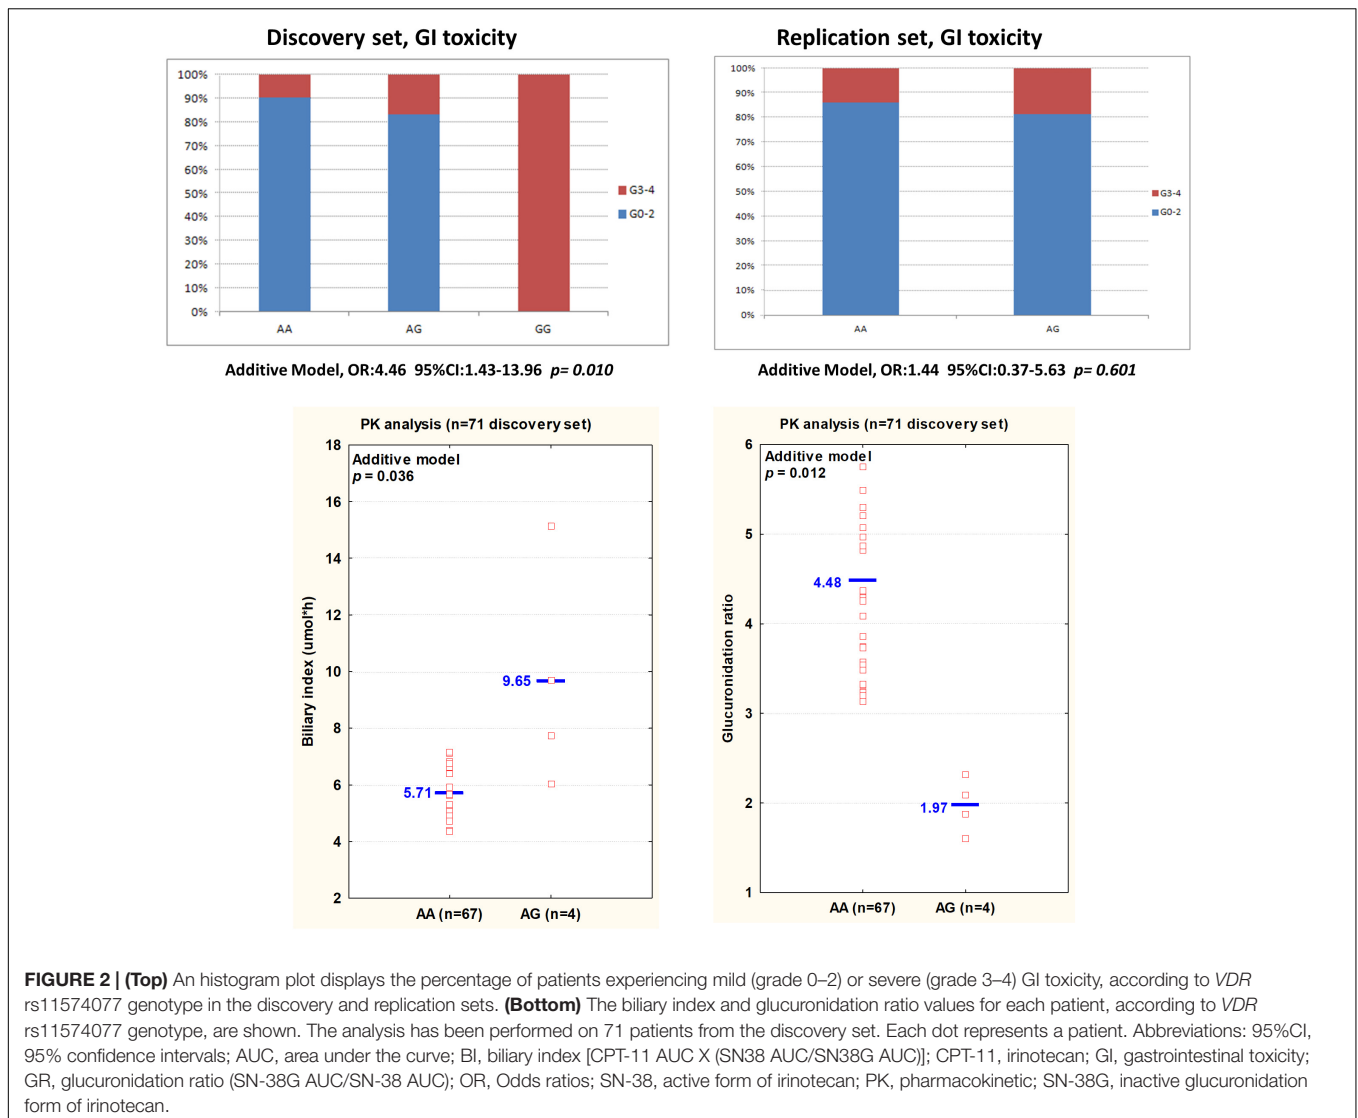 Discovery set, GI toxicity
100%
90%
80%
70%
60%
50%
40%
30%
20%
10%
0%
AA AG GG
G3-4
G0-2
Additive Model, OR:4.46 95%CI:1.43-13.96 p= 0.010
Replication set, GI toxicity
100%
90%
80%
70%
60%
50%
40%
30%
20%
10%
0%
AA AG
G3-4
G0-2
Additive Model, OR:1.44 95%CI:0.37-5.63 p= 0.601
PK analysis (n=71 discovery set)
Additive model
p = 0.036
Biliary index (umol*h)
18
16
14
12
10
8
6
4
2
5.71
9.65
AA (n=67) AG (n=4)
PK analysis (n=71 discovery set)
Additive model
p = 0.012
Glucuronidation ratio
6
5
4
3
2
1
4.48
1.97
AA (n=67) AG (n=4)
FIGURE 2 | (Top) An histogram plot displays the percentage of patients experiencing mild (grade 0–2) or severe (grade 3–4) GI toxicity, according to VDR
rs11574077 genotype in the discovery and replication sets. (Bottom) The biliary index and glucuronidation ratio values for each patient, according to VDR
rs11574077 genotype, are shown. The analysis has been performed on 71 patients from the discovery set. Each dot represents a patient. Abbreviations: 95%CI,
95% confidence intervals; AUC, area under the curve; BI, biliary index [CPT-11 AUC X (SN38 AUC/SN38G AUC)]; CPT-11, irinotecan; GI, gastrointestinal toxicity;
GR, glucuronidation ratio (SN-38G AUC/SN-38 AUC); OR, Odds ratios; SN-38, active form of irinotecan; PK, pharmacokinetic; SN-38G, inactive glucuronidation
form of irinotecan.